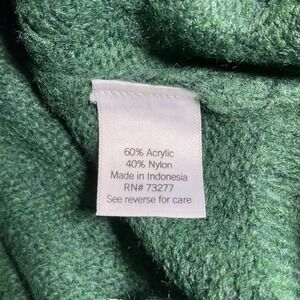 60% Acrylic
40% Nylon
Made in Indonesia
RN# 73277
See reverse for care